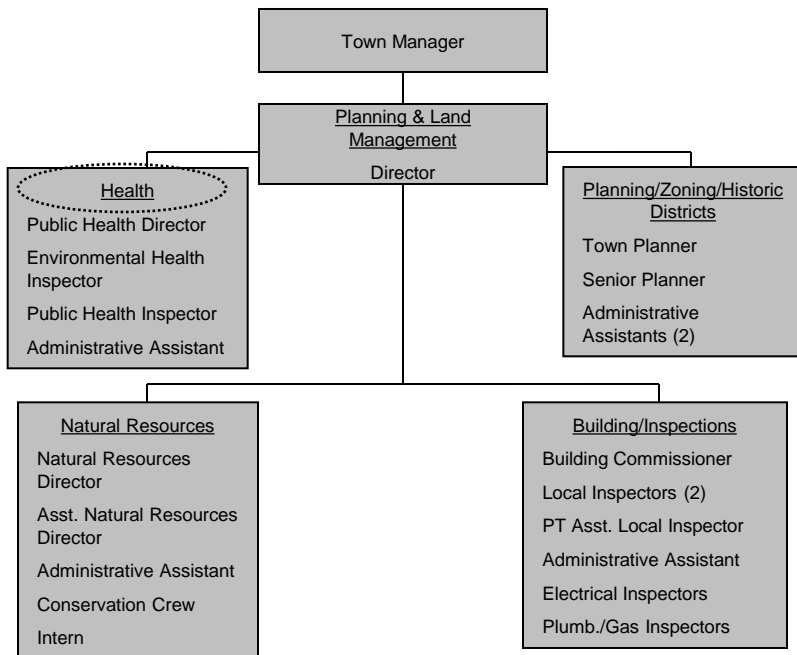 Town Manager
Planning & Land
Management
Director
Health
Public Health Director
Environmental Health
Inspector
Public Health Inspector
Administrative Assistant
Planning/Zoning/Historic
Districts
Town Planner
Senior Planner
Administrative
Assistants (2)
Natural Resources
Natural Resources
Director
Asst. Natural Resources
Director
Administrative Assistant
Conservation Crew
Intern
Building/Inspections
Building Commissioner
Local Inspectors (2)
PT Asst. Local Inspector
Administrative Assistant
Electrical Inspectors
Plumb./Gas Inspectors